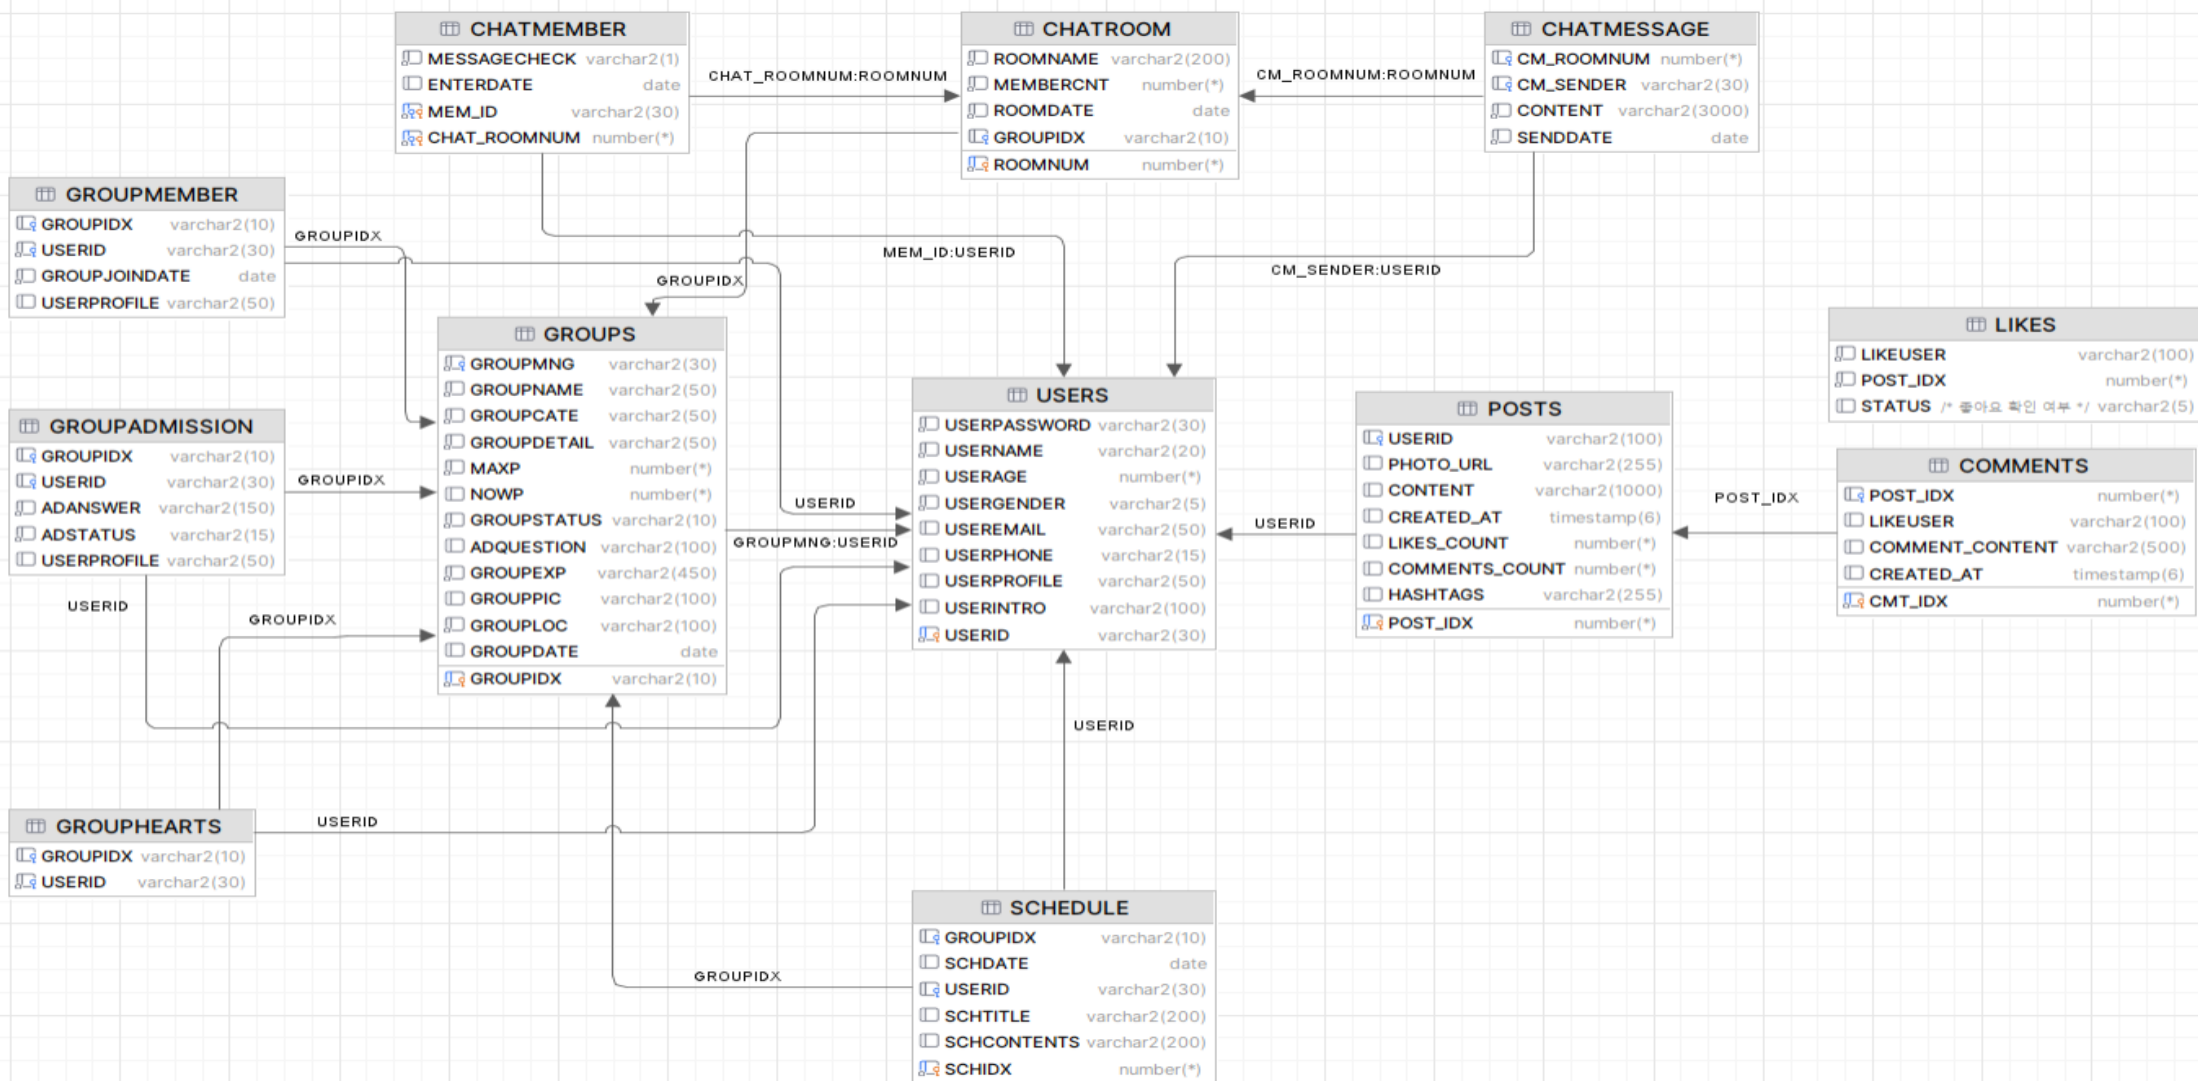 CHATMEMBER
MESSAGECHECK varchar2(1)
ENTERDATE date
MEM_ID varchar2(30)
CHAT_ROOMNUM number(*)
CHAT_ROOMNUM:ROOMNUM
CHATROOM
ROOMNAME varchar2(200)
MEMBERCNT number(*)
ROOMDATE date
GROUPIDX varchar2(10)
ROOMNUM number(*)
CM_ROOMNUM:ROOMNUM
CHATMESSAGE
CM_ROOMNUM number(*)
CM_SENDER varchar2(30)
CONTENT varchar2(3000)
SENDDATE date
GROUPMEMBER
GROUPIDX varchar2(10)
USERID varchar2(30)
GROUPJOINDATE date
USERPROFILE varchar2(50)
GROUPIDX
GROUPIDX
MEM_ID:USERID
CM_SENDER:USERID
GROUPS
GROUPMNG varchar2(30)
GROUPNAME varchar2(50)
GROUPCATE varchar2(50)
GROUPDETAIL varchar2(50)
MAXP number(*)
NOWP number(*)
GROUPSTATUS varchar2(10)
ADQUESTION varchar2(100)
GROUPEXP varchar2(450)
GROUPPIC varchar2(100)
GROUPLOC varchar2(100)
GROUPDATE date
GROUPIDX varchar2(10)
LIKES
LIKEUSER varchar2(100)
POST_IDX number(*)
STATUS /* 좋아요 확인 여부 */ varchar2(5)
GROUPADMISSION
GROUPIDX varchar2(10)
USERID varchar2(30)
ADANSWER varchar2(150)
ADSTATUS varchar2(15)
USERPROFILE varchar2(50)
GROUPIDX
USERID
GROUPMNG:USERID
USERS
USERPASSWORD varchar2(30)
USERNAME varchar2(20)
USERAGE number(*)
USERGENDER varchar2(5)
USEREMAIL varchar2(50)
USERPHONE varchar2(15)
USERPROFILE varchar2(50)
USERINTRO varchar2(100)
USERID varchar2(30)
USERID
POSTS
USERID varchar2(100)
PHOTO_URL varchar2(255)
CONTENT varchar2(1000)
CREATED_AT timestamp(6)
LIKES_COUNT number(*)
COMMENTS_COUNT number(*)
HASHTAGS varchar2(255)
POST_IDX number(*)
POST_IDX
COMMENTS
POST_IDX number(*)
LIKEUSER varchar2(100)
COMMENT_CONTENT varchar2(500)
CREATED_AT timestamp(6)
CMT_IDX number(*)
USERID
GROUPIDX
USERID
GROUPHEARTS
GROUPIDX varchar2(10)
USERID varchar2(30)
USERID
GROUPIDX
SCHEDULE
GROUPIDX varchar2(10)
SCHDATE date
USERID varchar2(30)
SCHTITLE varchar2(200)
SCHCONTENTS varchar2(200)
SCHIDX number(*)